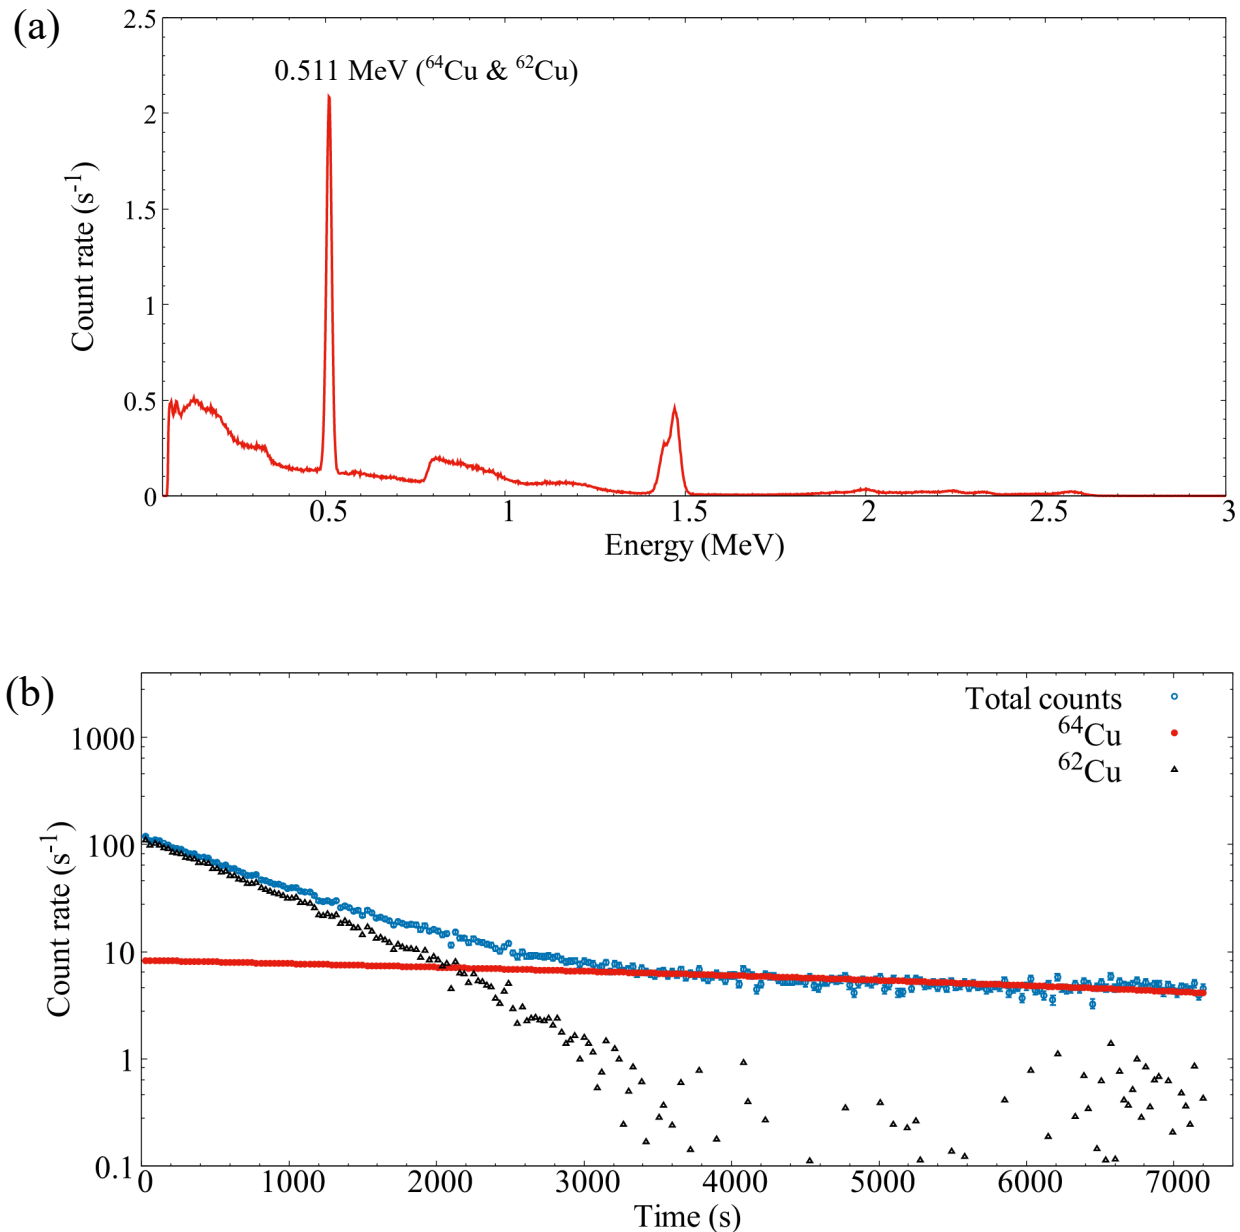 (a)
2.5
2
1.5
1
0.5
0
0.511 MeV (⁶⁴Cu & ⁶²Cu)
Count rate (s⁻¹)
0.5 1 1.5 2 2.5 3
Energy (MeV)
(b)
Total counts
⁶⁴Cu
⁶²Cu
1000
100
10
1
0.1
Count rate (s⁻¹)
0 1000 2000 3000 4000 5000 6000 7000
Time (s)